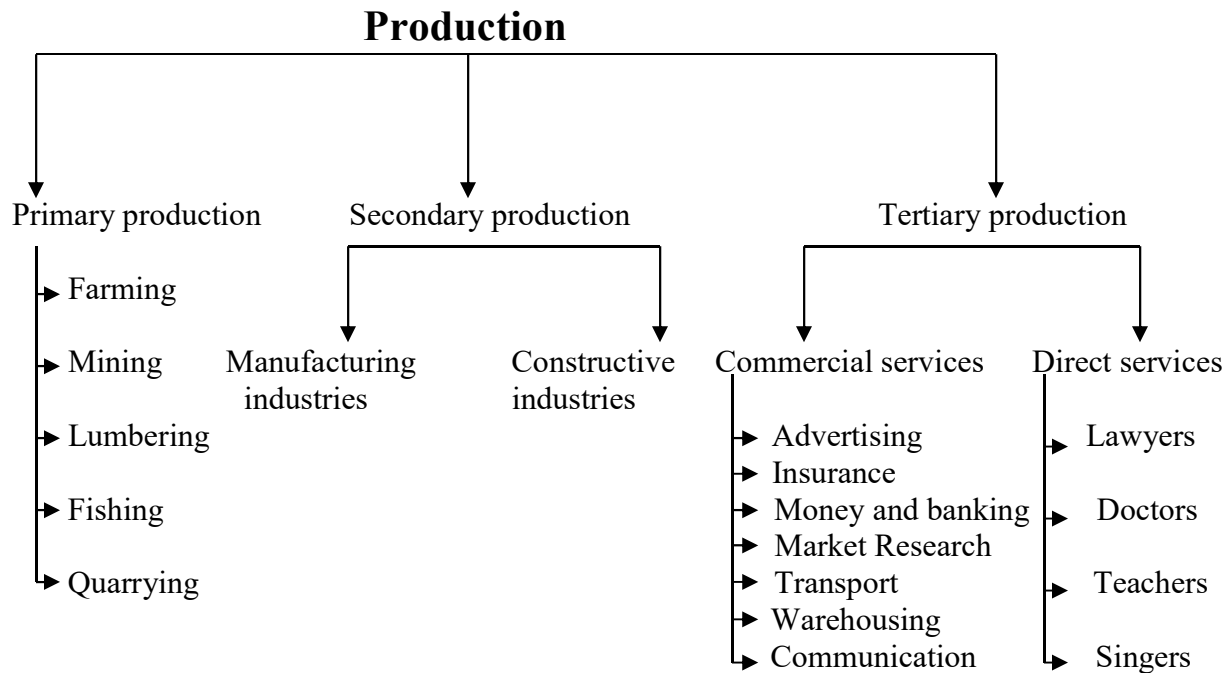 Production
Primary production
Secondary production
Tertiary production
Farming
Mining
Lumbering
Fishing
Quarrying
Manufacturing
industries
Constructive
industries
Commercial services
Advertising
Insurance
Money and banking
Market Research
Transport
Warehousing
Communication
Direct services
Lawyers
Doctors
Teachers
Singers